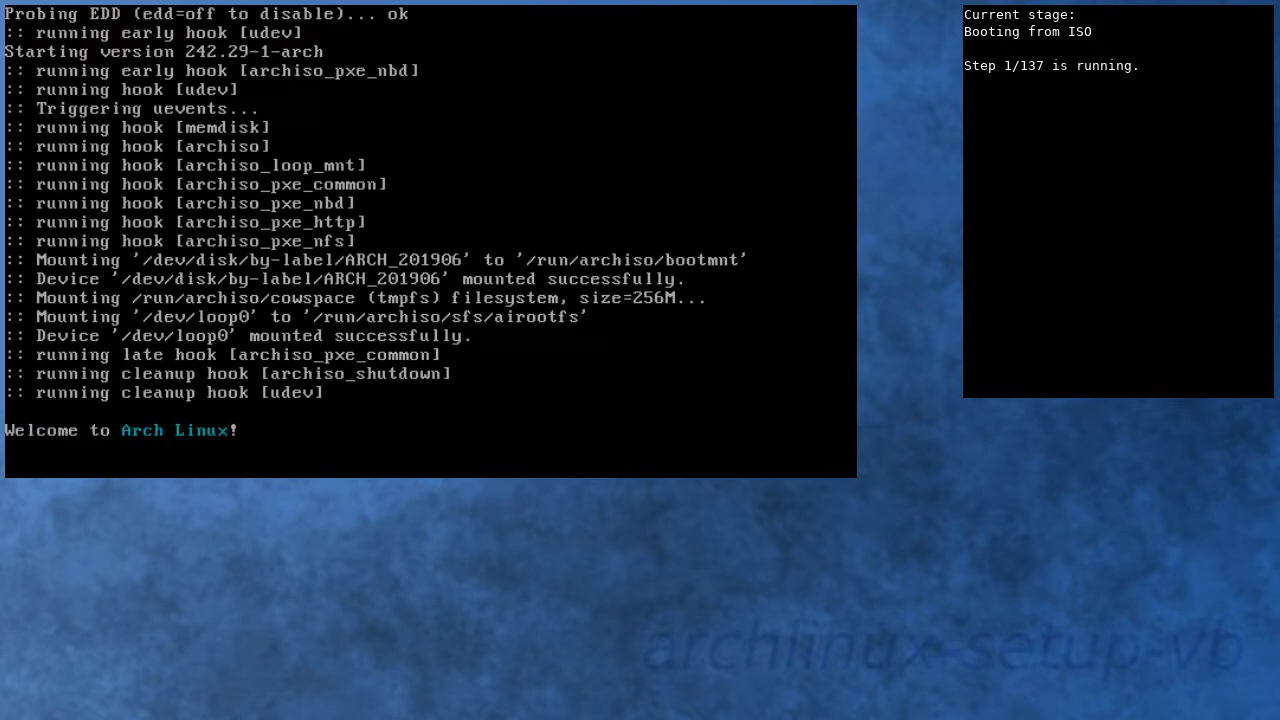 Probing EDD (edd=off to disable)... ok
:: running early hook [udev]
Starting version 242.29-1-arch
:: running early hook [archiso_pxe_nbd]
:: running hook [udev]
:: Triggering uevents...
:: running hook [memdisk]
:: running hook [archiso]
:: running hook [archiso_loop_mnt]
:: running hook [archiso_pxe_common]
:: running hook [archiso_pxe_nbd]
:: running hook [archiso_pxe_http]
:: running hook [archiso_pxe_nfs]
:: Mounting '/dev/disk/by-label/ARCH_201906' to '/run/archiso/bootmnt'
:: Device '/dev/disk/by-label/ARCH_201906' mounted successfully.
:: Mounting /run/archiso/cowspace (tmpfs) filesystem, size=256M...
:: Mounting '/dev/loop0' to '/run/archiso/sfs/airootfs'
:: Device '/dev/loop0' mounted successfully.
:: running late hook [archiso_pxe_common]
:: running cleanup hook [archiso_shutdown]
:: running cleanup hook [udev]
Welcome to Arch Linux!
Current stage:
Booting from ISO
Step 1/137 is running.
archlinux-setup-vb